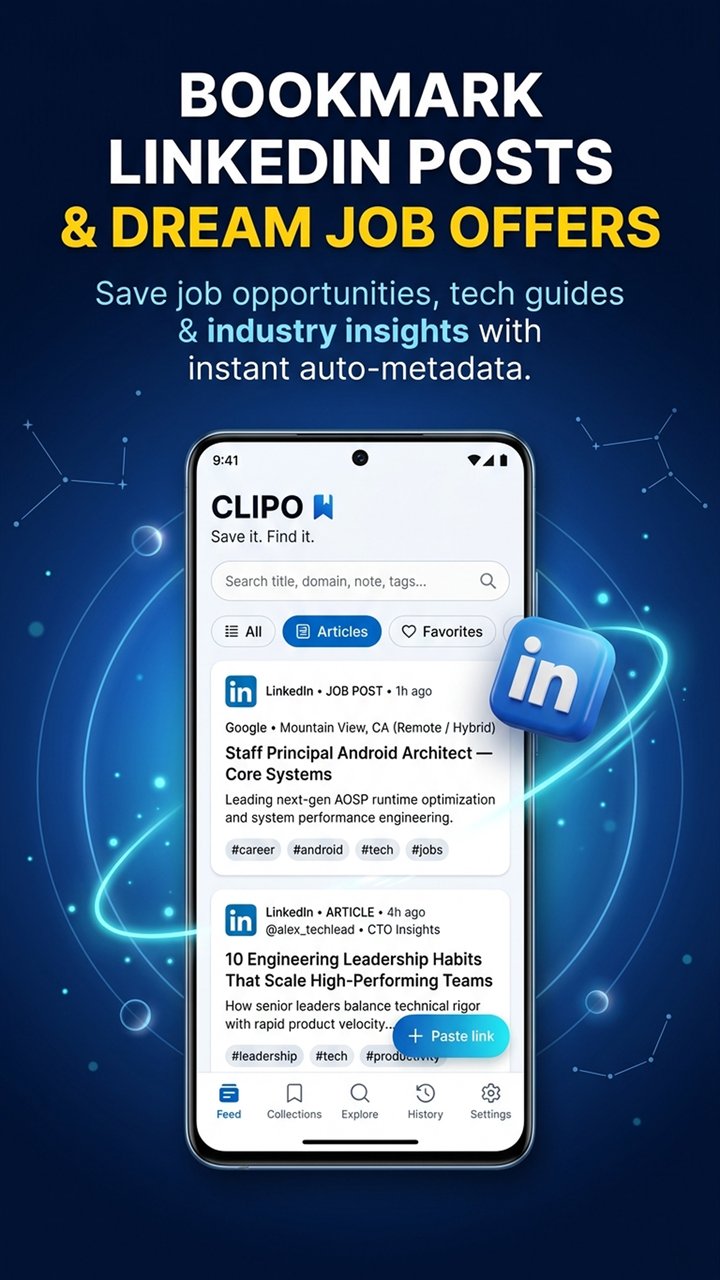 BOOKMARK
LINKEDIN POSTS
& DREAM JOB OFFERS
Save job opportunities, tech guides
& industry insights with
instant auto-metadata.
9:41
CLIPO
Save it. Find it.
Search title, domain, note, tags...
All
Articles
Favorites
in
in
LinkedIn • JOB POST • 1h ago
Google • Mountain View, CA (Remote / Hybrid)
Staff Principal Android Architect —
Core Systems
Leading next-gen AOSP runtime optimization
and system performance engineering.
#career #android #tech #jobs
in
LinkedIn • ARTICLE • 4h ago
@alex_techlead • CTO Insights
10 Engineering Leadership Habits
That Scale High-Performing Teams
How senior leaders balance technical rigor
with rapid product velocity...
+ Paste link
#leadership #tech #productivity
Feed
Collections
Explore
History
Settings